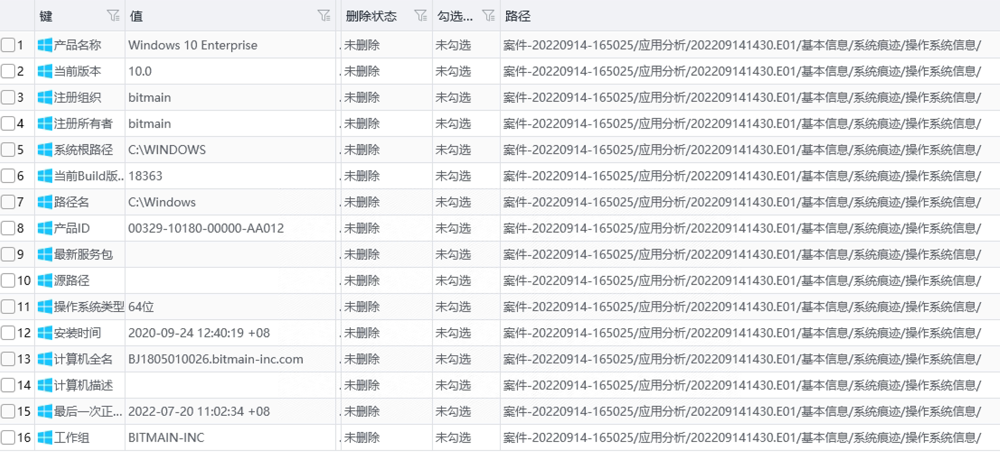 键 值 删除状态 勾选... 路径
1 产品名称 Windows 10 Enterprise . 未删除 未勾选 案件-20220914-165025/应用分析/202209141430.E01/基本信息/系统痕迹/操作系统信息/
2 当前版本 10.0 . 未删除 未勾选 案件-20220914-165025/应用分析/202209141430.E01/基本信息/系统痕迹/操作系统信息/
3 注册组织 bitmain . 未删除 未勾选 案件-20220914-165025/应用分析/202209141430.E01/基本信息/系统痕迹/操作系统信息/
4 注册所有者 bitmain . 未删除 未勾选 案件-20220914-165025/应用分析/202209141430.E01/基本信息/系统痕迹/操作系统信息/
5 系统根路径 C:\WINDOWS . 未删除 未勾选 案件-20220914-165025/应用分析/202209141430.E01/基本信息/系统痕迹/操作系统信息/
6 当前Build版.. 18363 . 未删除 未勾选 案件-20220914-165025/应用分析/202209141430.E01/基本信息/系统痕迹/操作系统信息/
7 路径名 C:\Windows . 未删除 未勾选 案件-20220914-165025/应用分析/202209141430.E01/基本信息/系统痕迹/操作系统信息/
8 产品ID 00329-10180-00000-AA012 . 未删除 未勾选 案件-20220914-165025/应用分析/202209141430.E01/基本信息/系统痕迹/操作系统信息/
9 最新服务包 . 未删除 未勾选 案件-20220914-165025/应用分析/202209141430.E01/基本信息/系统痕迹/操作系统信息/
10 源路径 . 未删除 未勾选 案件-20220914-165025/应用分析/202209141430.E01/基本信息/系统痕迹/操作系统信息/
11 操作系统类型 64位 . 未删除 未勾选 案件-20220914-165025/应用分析/202209141430.E01/基本信息/系统痕迹/操作系统信息/
12 安装时间 2020-09-24 12:40:19 +08 . 未删除 未勾选 案件-20220914-165025/应用分析/202209141430.E01/基本信息/系统痕迹/操作系统信息/
13 计算机全名 BJ1805010026.bitmain-inc.com . 未删除 未勾选 案件-20220914-165025/应用分析/202209141430.E01/基本信息/系统痕迹/操作系统信息/
14 计算机描述 . 未删除 未勾选 案件-20220914-165025/应用分析/202209141430.E01/基本信息/系统痕迹/操作系统信息/
15 最后一次正... 2022-07-20 11:02:34 +08 . 未删除 未勾选 案件-20220914-165025/应用分析/202209141430.E01/基本信息/系统痕迹/操作系统信息/
16 工作组 BITMAIN-INC . 未删除 未勾选 案件-20220914-165025/应用分析/202209141430.E01/基本信息/系统痕迹/操作系统信息/